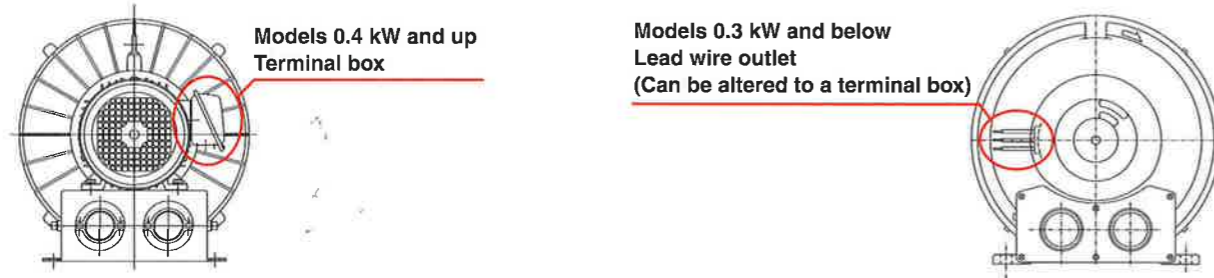 Models 0.4 kW and up
Terminal box
Models 0.3 kW and below
Lead wire outlet
(Can be altered to a terminal box)